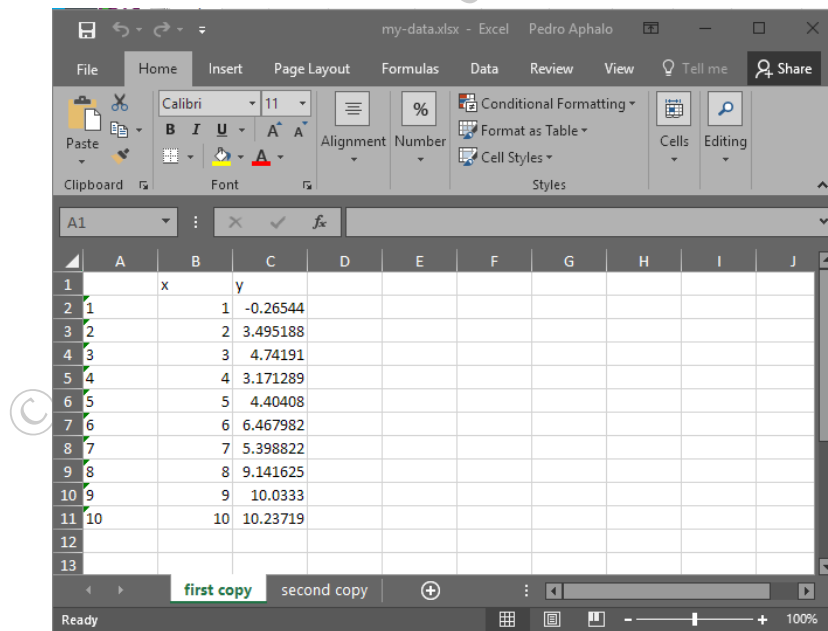 my-data.xlsx - Excel Pedro Aphalo
File Home Insert Page Layout Formulas Data Review View Tell me Share
Paste
Clipboard
Calibri 11
B I U A A
A
Font
Alignment
%
Number
Conditional Formatting
Format as Table
Cell Styles
Styles
Cells
Editing
A1 fx
A B C D E F G H I J
1 x y
2 1 1 -0.26544
3 2 2 3.495188
4 3 3 4.74191
5 4 4 3.171289
6 5 5 4.40408
7 6 6 6.467982
8 7 7 5.398822
9 8 8 9.141625
10 9 9 10.0333
11 10 10 10.23719
12
13
first copy second copy
Ready 100%
©